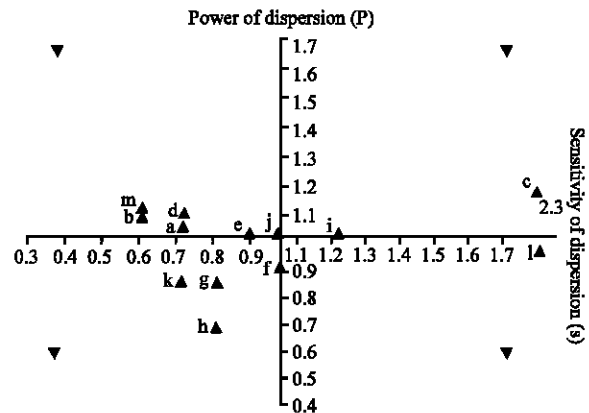 Power of dispersion (P)
1.7
1.6
1.5
1.4
1.3
1.2
1.1
c
2.3
m
b
d
a
e
j
i
0.3 0.4 0.5 0.6 0.7 0.8 0.9 1.0 1.1 1.2 1.3 1.4 1.5 1.6 1.7
l
f
0.9
k
g
0.8
0.7
h
0.6
0.5
0.4
Sensitivity of dispersion (s)